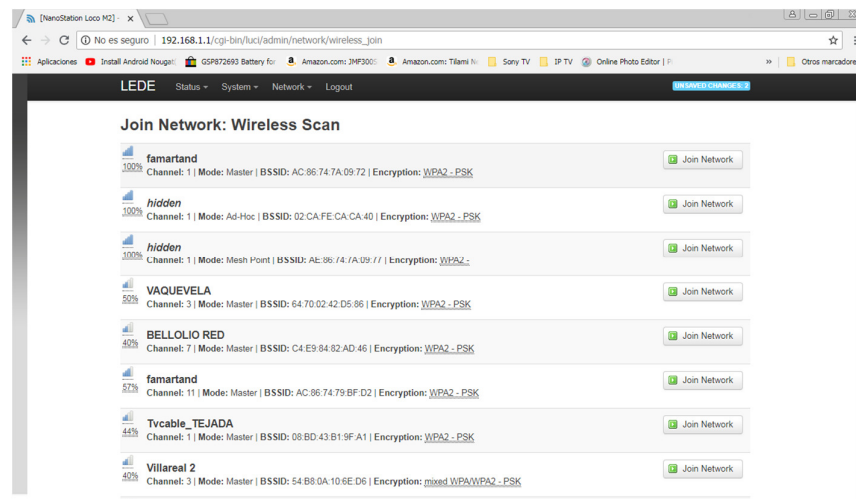 [NanoStation Loco M2] -
No es seguro | 192.168.1.1/cgi-bin/luci/admin/network/wireless_join
Aplicaciones Install Android Nougat GSP872693 Battery for Amazon.com: JMF300S Amazon.com: Tilami Ne Sony TV IP TV Online Photo Editor | Pi » Otros marcadore
LEDE Status System Network Logout UNSAVED CHANGES: 2
Join Network: Wireless Scan
famartand
100% Channel: 1 | Mode: Master | BSSID: AC:86:74:7A:09:72 | Encryption: WPA2 - PSK Join Network
hidden
100% Channel: 1 | Mode: Ad-Hoc | BSSID: 02:CA:FE:CA:CA:40 | Encryption: WPA2 - PSK Join Network
hidden
100% Channel: 1 | Mode: Mesh Point | BSSID: AE:86:74:7A:09:77 | Encryption: WPA2 - Join Network
VAQUEVELA
50% Channel: 3 | Mode: Master | BSSID: 64:70:02:42:D5:86 | Encryption: WPA2 - PSK Join Network
BELLOLIO RED
40% Channel: 7 | Mode: Master | BSSID: C4:E9:84:82:AD:46 | Encryption: WPA2 - PSK Join Network
famartand
57% Channel: 11 | Mode: Master | BSSID: AC:86:74:79:BF:D2 | Encryption: WPA2 - PSK Join Network
Tvcable_TEJADA
44% Channel: 1 | Mode: Master | BSSID: 08:BD:43:B1:9F:A1 | Encryption: WPA2 - PSK Join Network
Villareal 2
40% Channel: 3 | Mode: Master | BSSID: 54:B8:0A:10:6E:D6 | Encryption: mixed WPA/WPA2 - PSK Join Network